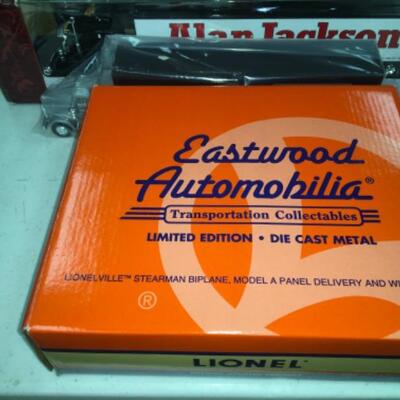 Alan Jackson
Eastwood
Automobilia®
Transportation Collectables
LIMITED EDITION • DIE CAST METAL
LIONELVILLE™ STEARMAN BIPLANE, MODEL A PANEL DELIVERY AND
®
LIONEL